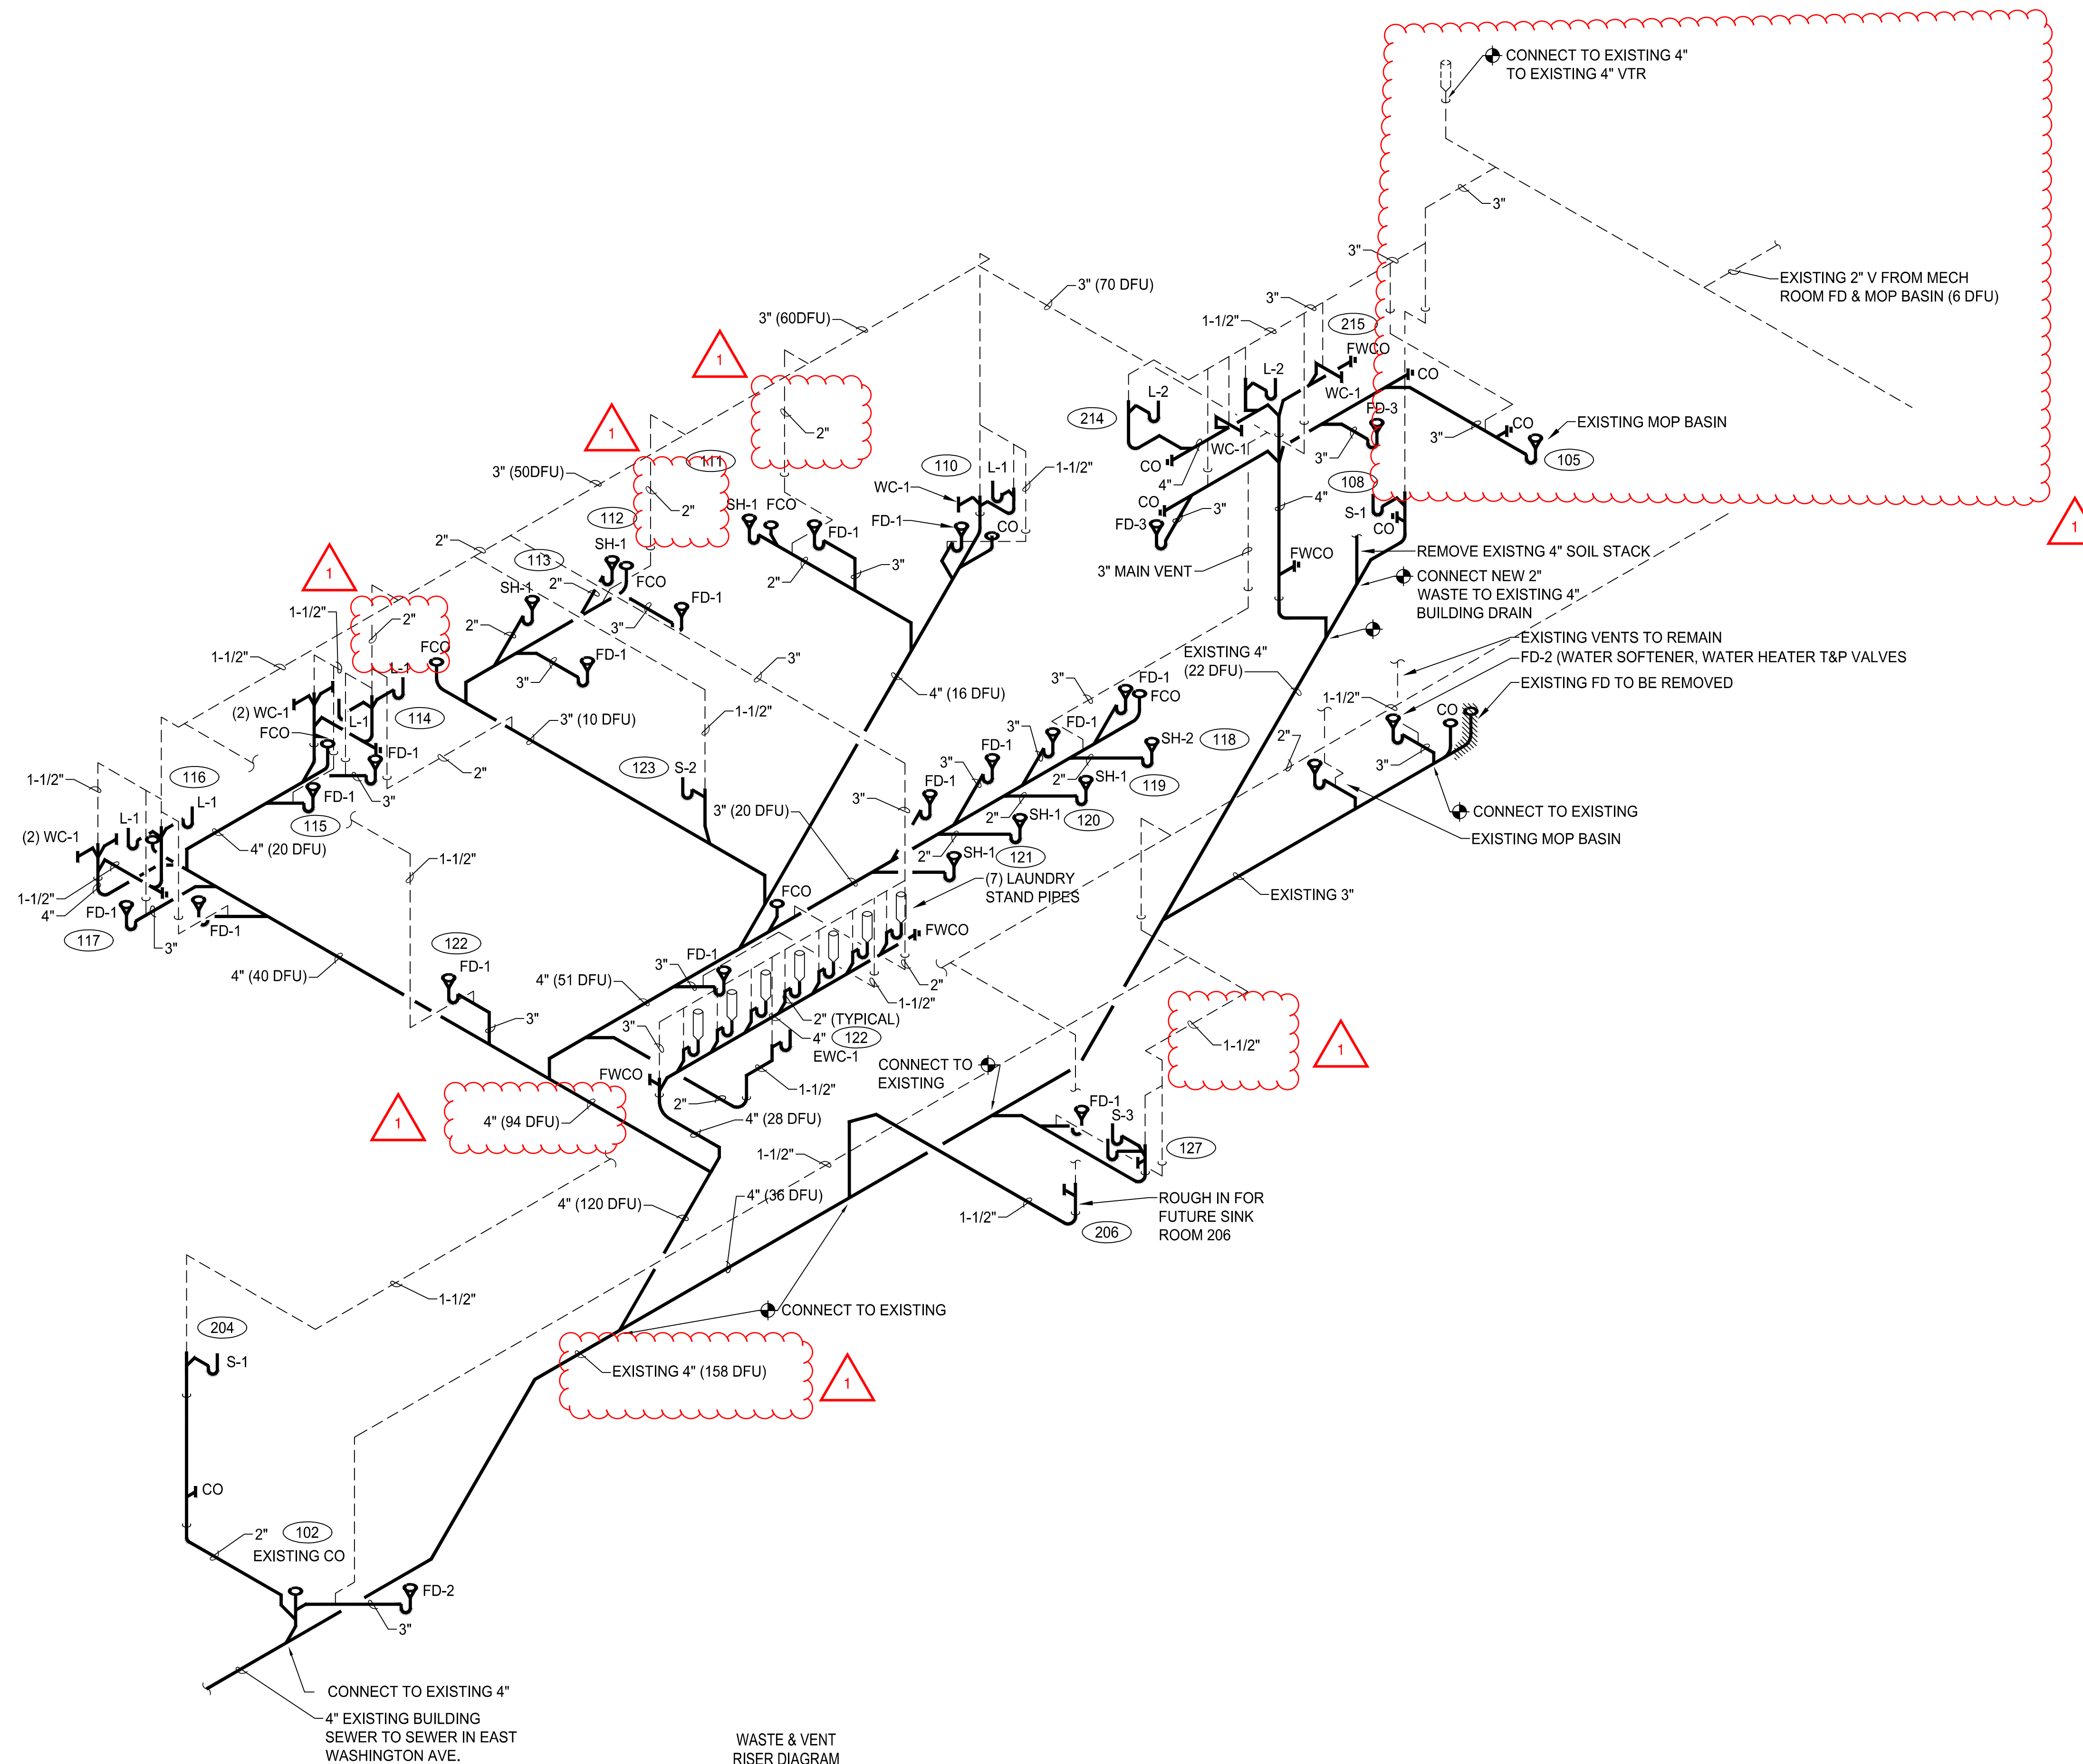 CONNECT TO EXISTING 4"
TO EXISTING 4" VTR
3"
3"
EXISTING 2" V FROM MECH
ROOM FD & MOP BASIN (6 DFU)
3" (70 DFU)
3"
3" (60DFU)
1-1/2"
215
1
FWCO
L-2
CO
L-2
WC-1
214
FD-3
EXISTING MOP BASIN
1
2"
CO
3"
WC-1
3"
105
111
110
L-1
1-1/2"
CO
3" (50DFU)
4"
108
WC-1
2"
4"
112
SH-1
FCO
CO
3"
S-1
FD-1
FD-1
CO
FD-3
CO
1
2"
113
SH-1
FWCO
REMOVE EXISTNG 4" SOIL STACK
1
FCO
2"
3"
3" MAIN VENT
CONNECT NEW 2"
WASTE TO EXISTING 4"
BUILDING DRAIN
2"
SH-1
FD-1
1-1/2"
2"
2"
3"
EXISTING VENTS TO REMAIN
FCO
FD-1
EXISTING 4"
(22 DFU)
FD-2 (WATER SOFTENER, WATER HEATER T&P VALVES
1-1/2"
3"
3"
L-1
3"
EXISTING FD TO BE REMOVED
FD-1
FCO
4" (16 DFU)
1-1/2"
(2) WC-1
L-1
114
1-1/2"
CO
3" (10 DFU)
FCO
3"
FD-1
118
2"
SH-2
FD-1
FD-1
3"
3"
2"
123
S-2
2"
119
1-1/2"
116
SH-1
FD-1
3"
FD-1
3"
L-1
3"
3" (20 DFU)
2"
120
CONNECT TO EXISTING
L-1
115
SH-1
(2) WC-1
EXISTING MOP BASIN
4" (20 DFU)
2"
SH-1
121
1-1/2"
(7) LAUNDRY
STAND PIPES
FCO
EXISTING 3"
1-1/2"
4"
FD-1
FD-1
FWCO
117
3"
122
FD-1
FD-1
4" (40 DFU)
4" (51 DFU)
3"
2"
1-1/2"
3"
3"
2" (TYPICAL)
4"
122
1-1/2"
1
EWC-1
CONNECT TO
EXISTING
FWCO
1-1/2"
2"
FD-1
S-3
1
4" (94 DFU)
4" (28 DFU)
127
1-1/2"
4" (36 DFU)
ROUGH IN FOR
FUTURE SINK
ROOM 206
4" (120 DFU)
1-1/2"
206
1-1/2"
CONNECT TO EXISTING
204
S-1
EXISTING 4" (158 DFU)
1
CO
2"
102
EXISTING CO
FD-2
3"
CONNECT TO EXISTING 4"
4" EXISTING BUILDING
SEWER TO SEWER IN EAST
WASHINGTON AVE.
WASTE & VENT
RISER DIAGRAM
1